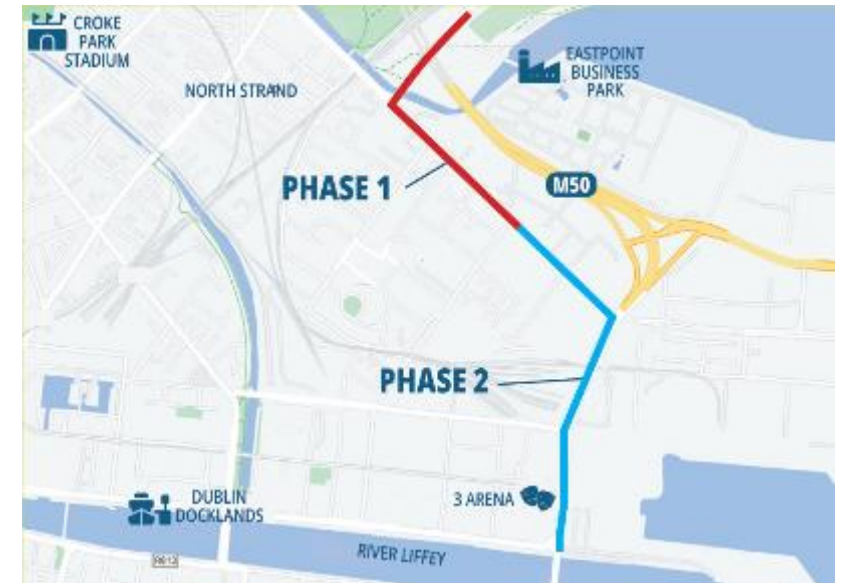 CROKE
PARK
STADIUM
EASTPOINT
BUSINESS
PARK
NORTH STRAND
PHASE 1
M50
PHASE 2
3 ARENA
DUBLIN
DOCKLANDS
RIVER LIFFEY